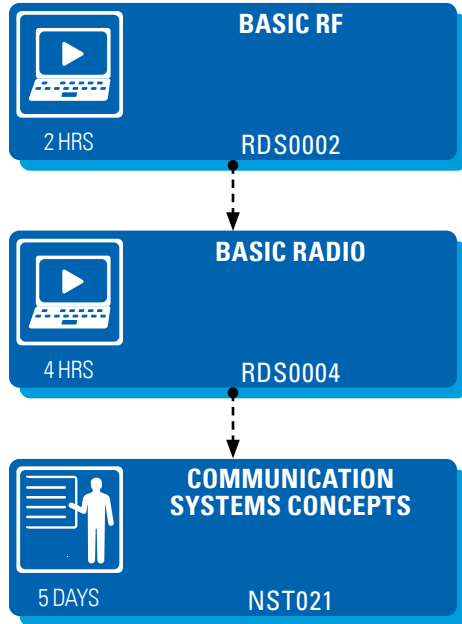 BASIC RF
2 HRS
RDS0002
BASIC RADIO
4 HRS
RDS0004
COMMUNICATION
SYSTEMS CONCEPTS
5 DAYS
NST021